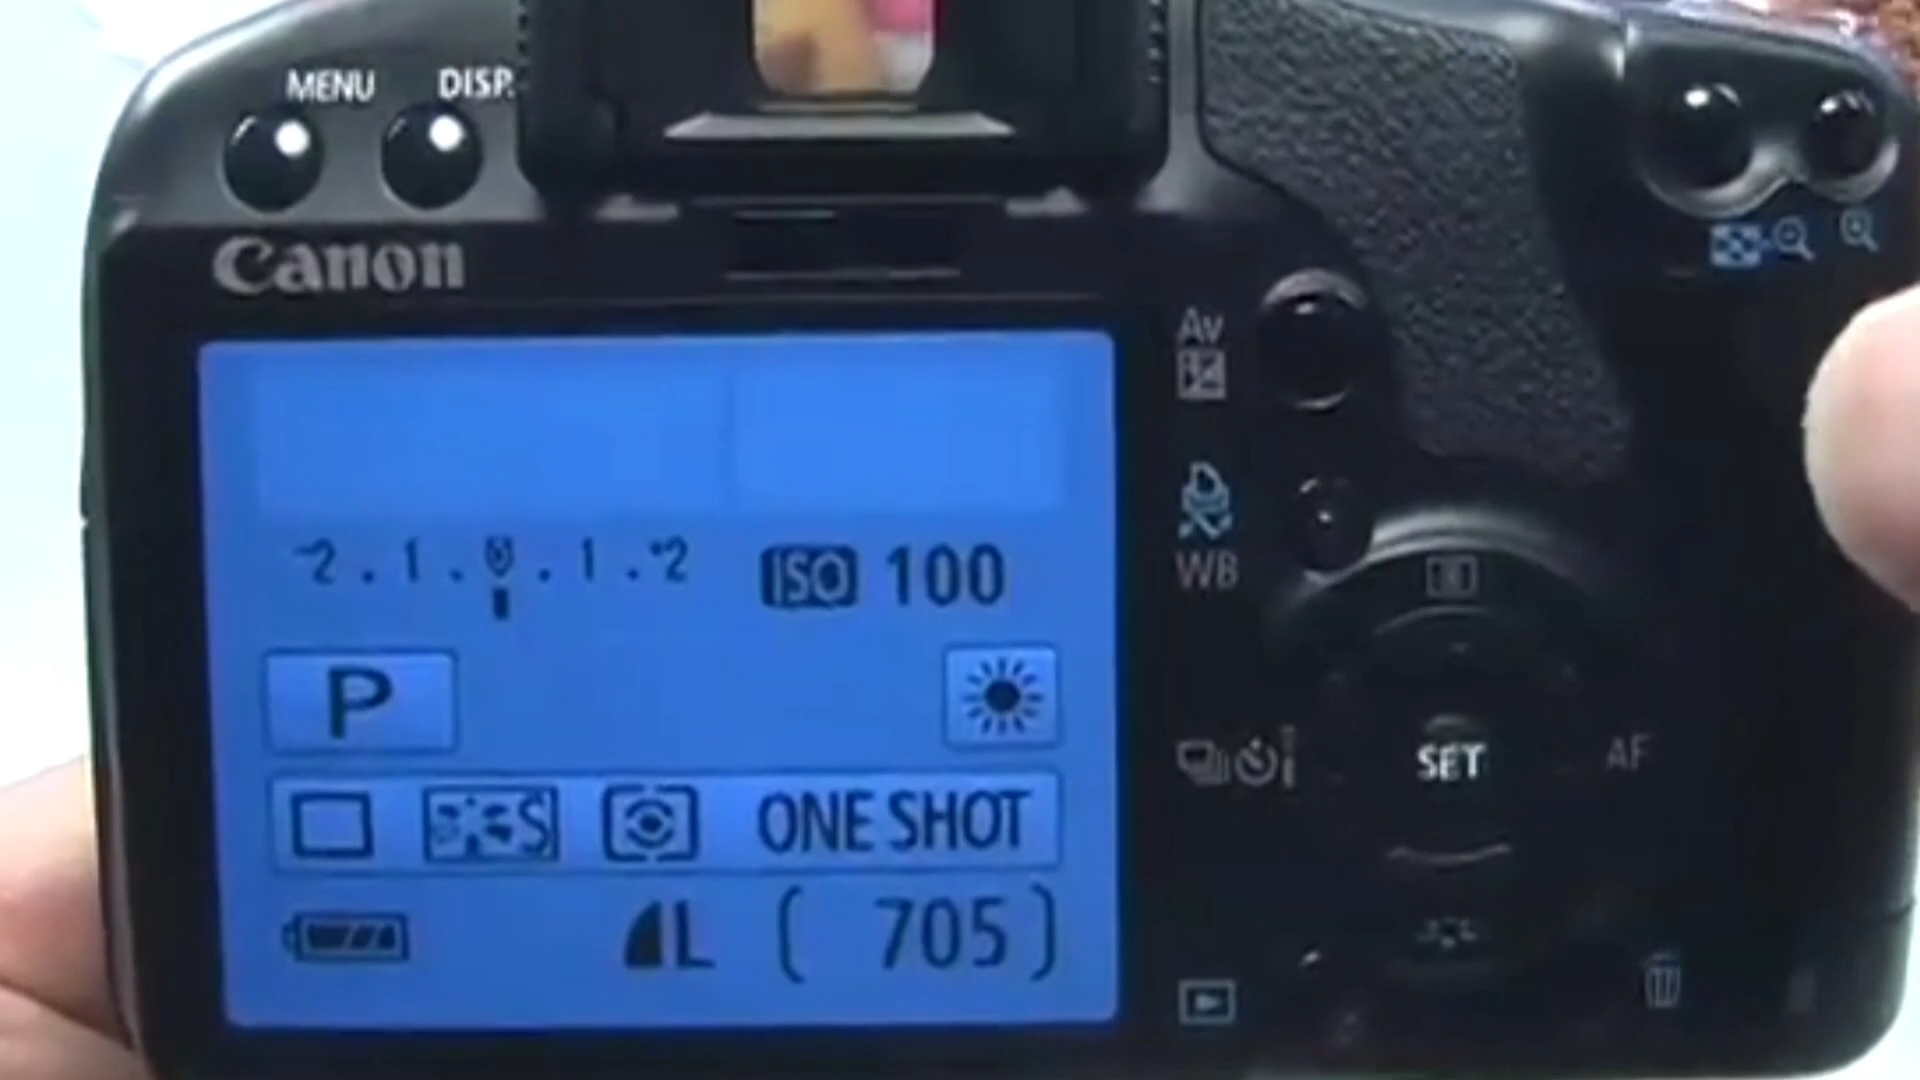 MENU DISP.
Canon
Av
-2.1.0.1.+2 ISO 100
WB
P
SET AF
S ONE SHOT
L ( 705 )